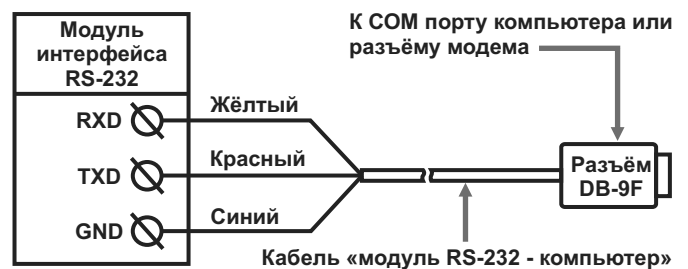 Модуль
интерфейса
RS-232
К COM порту компьютера или
разъёму модема
RXD
Жёлтый
TXD
Красный
GND
Синий
Разъём
DB-9F
Кабель «модуль RS-232 - компьютер»